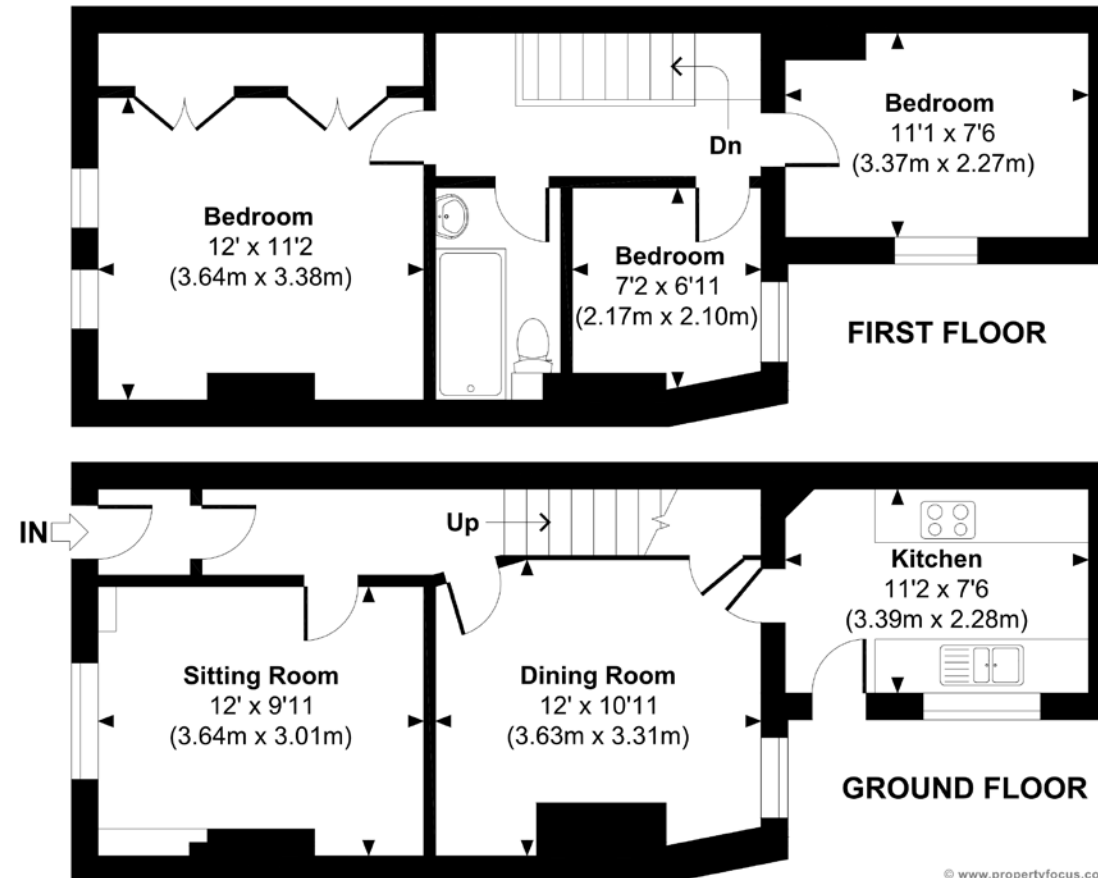 Bedroom
12' x 11'2
(3.64m x 3.38m)
Dn
Bedroom
11'1 x 7'6
(3.37m x 2.27m)
Bedroom
7'2 x 6'11
(2.17m x 2.10m)
FIRST FLOOR
IN
Up
Sitting Room
12' x 9'11
(3.64m x 3.01m)
Dining Room
12' x 10'11
(3.63m x 3.31m)
Kitchen
11'2 x 7'6
(3.39m x 2.28m)
GROUND FLOOR
© www.propertyfocus.co